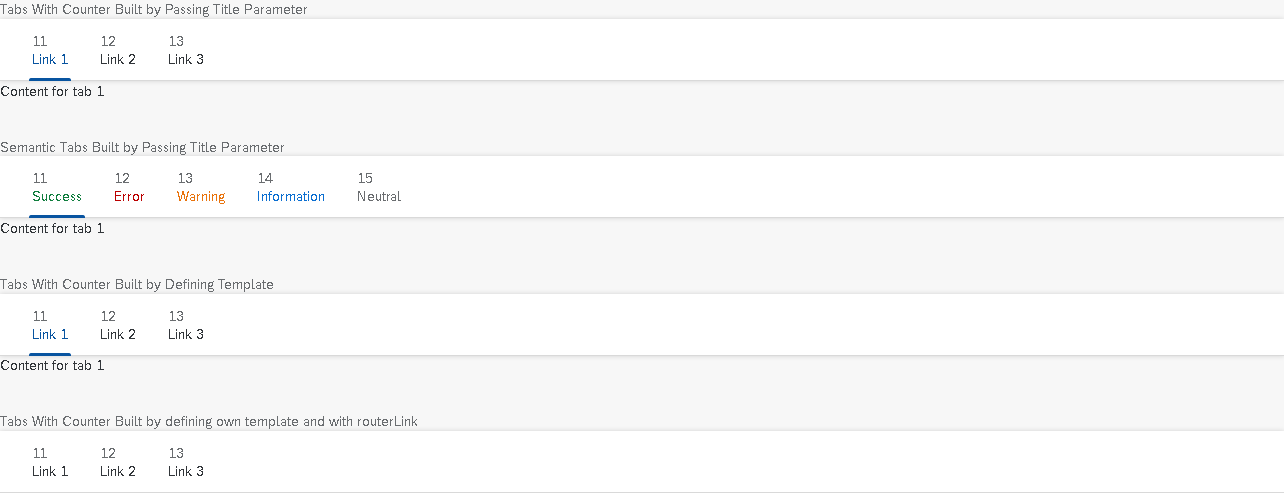 Tabs With Counter Built by Passing Title Parameter
11 12 13
Link 1 Link 2 Link 3
Content for tab 1
Semantic Tabs Built by Passing Title Parameter
11 12 13 14 15
Success Error Warning Information Neutral
Content for tab 1
Tabs With Counter Built by Defining Template
11 12 13
Link 1 Link 2 Link 3
Content for tab 1
Tabs With Counter Built by defining own template and with routerLink
11 12 13
Link 1 Link 2 Link 3